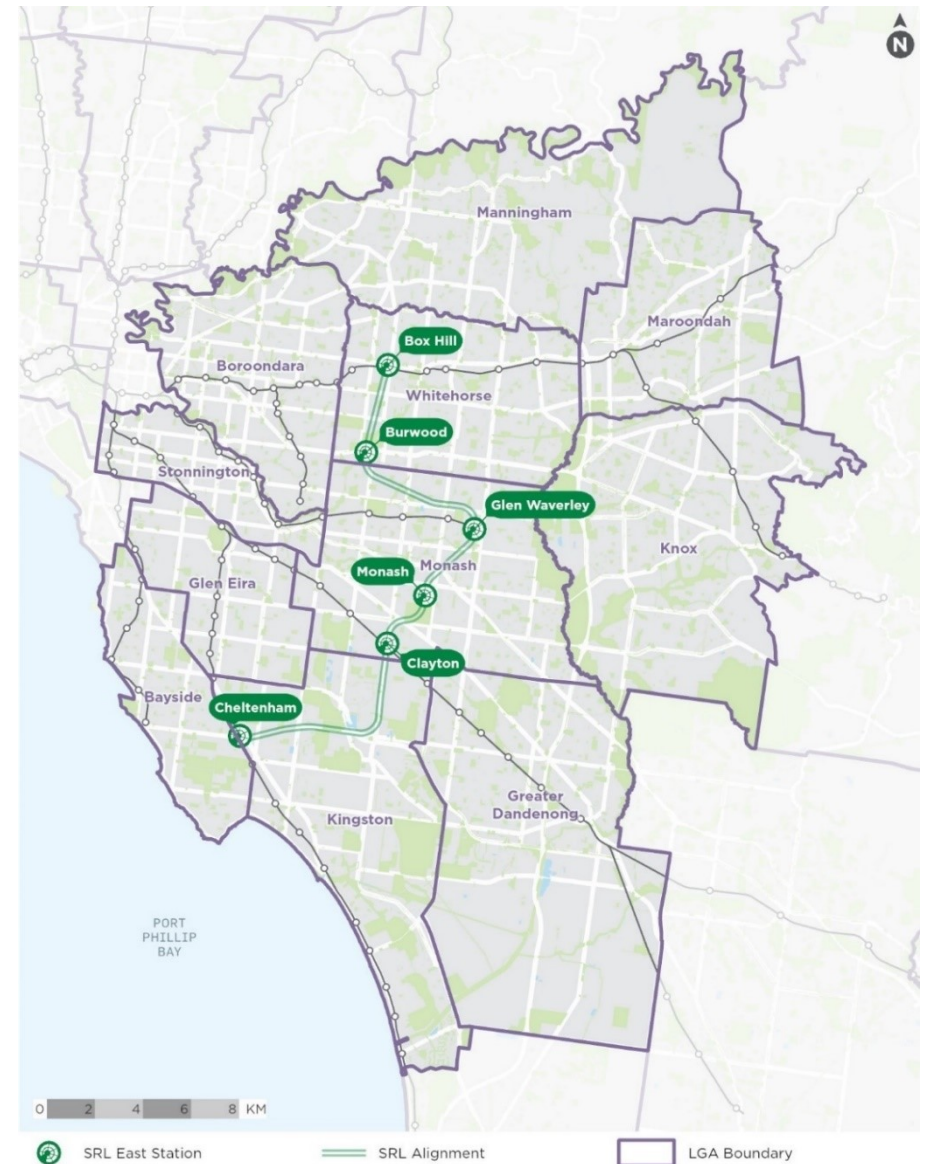 N
Manningham
Maroondah
Box Hill
Boroondara
Whitehorse
Burwood
Stonnington
Glen Waverley
Knox
Monash
Monash
Glen Eira
Clayton
Bayside
Cheltenham
Greater
Dandenong
Kingston
PORT
PHILLIP
BAY
0 2 4 6 8 KM
SRL East Station
SRL Alignment
LGA Boundary